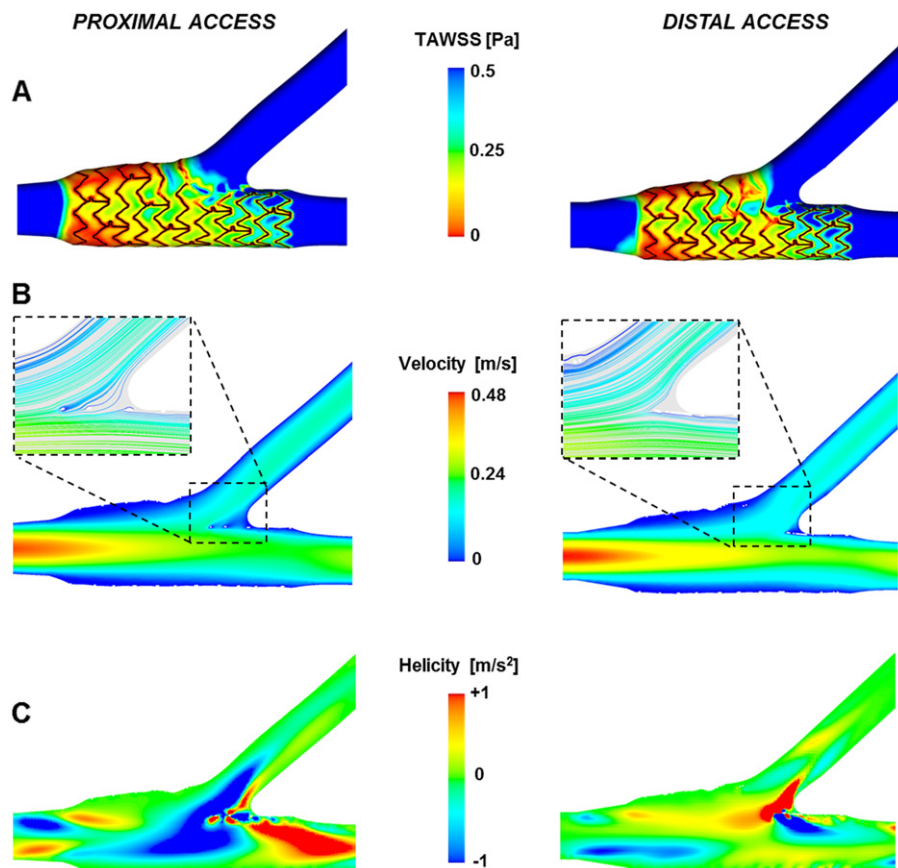 PROXIMAL ACCESS
DISTAL ACCESS
TAWSS [Pa]
A
0.5
0.25
0
B
Velocity [m/s]
0.48
0.24
0
Helicity [m/s²]
C
+1
0
-1